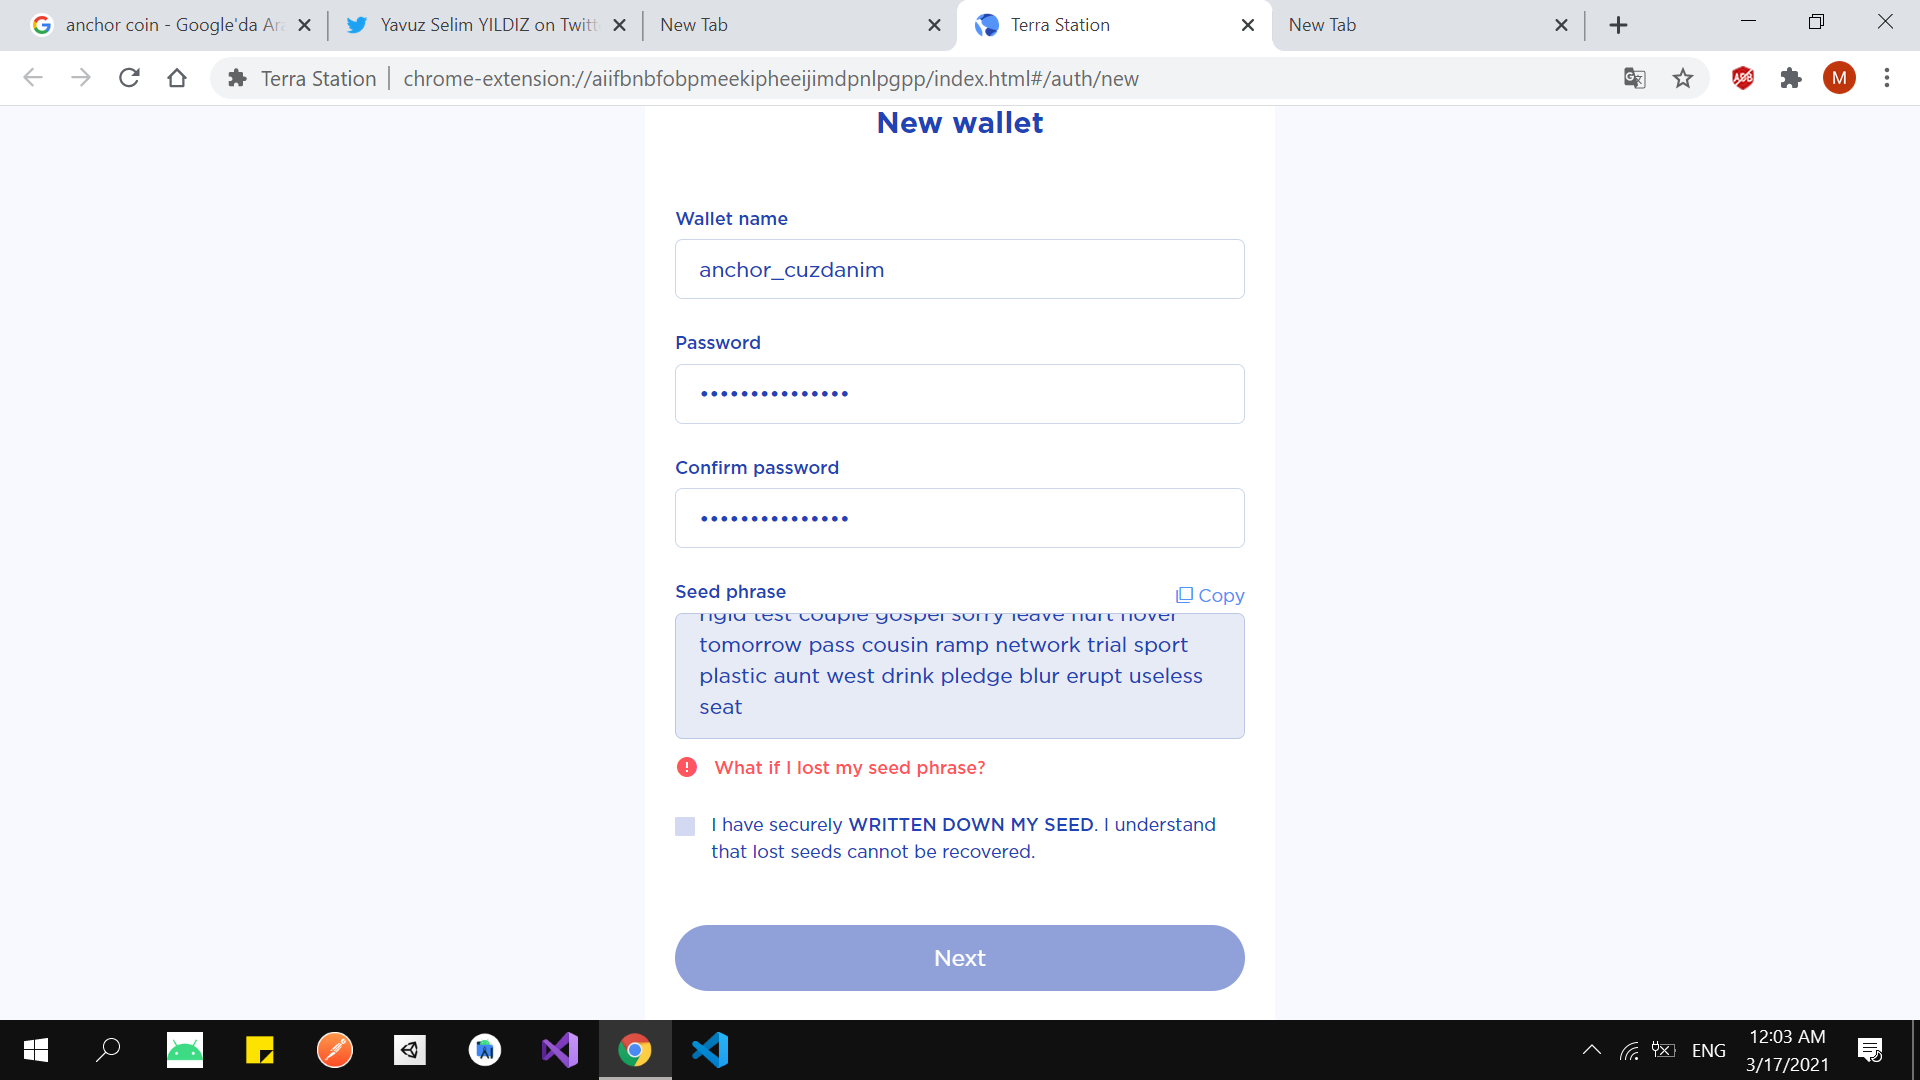 anchor coin - Google'da Ar
Yavuz Selim YILDIZ on Twitt
New Tab
Terra Station
New Tab
Terra Station
chrome-extension://aiifbnbfobpmeekipheeijimdpnlpgpp/index.html#/auth/new
M
New wallet
Wallet name
anchor_cuzdanim
Password
Confirm password
Seed phrase
Copy
tomorrow pass cousin ramp network trial sport
plastic aunt west drink pledge blur erupt useless
seat
What if I lost my seed phrase?
I have securely WRITTEN DOWN MY SEED. I understand
that lost seeds cannot be recovered.
Next
ENG
12:03 AM
3/17/2021